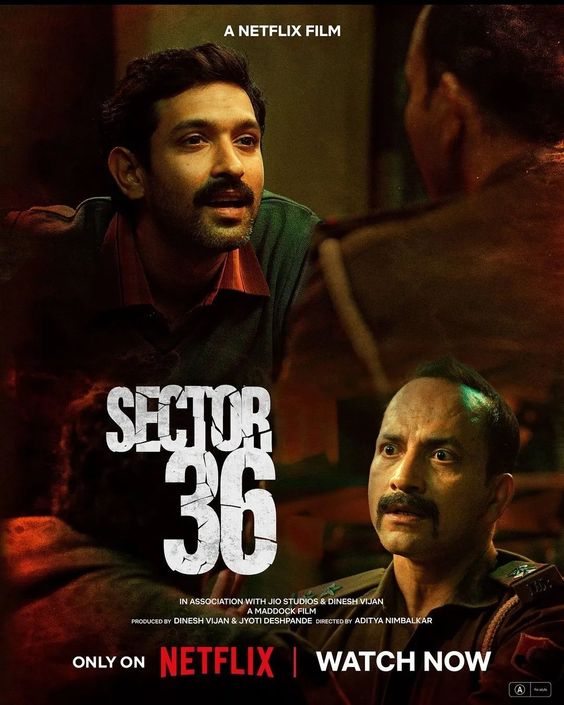 A NETFLIX FILM
SECTOR
36
IN ASSOCIATION WITH JIO STUDIOS & DINESH VIJAN
A MADDOCK FILM
PRODUCED BY DINESH VIJAN & JYOTI DESHPANDE DIRECTED BY ADITYA NIMBALKAR
ONLY ON NETFLIX | WATCH NOW
A